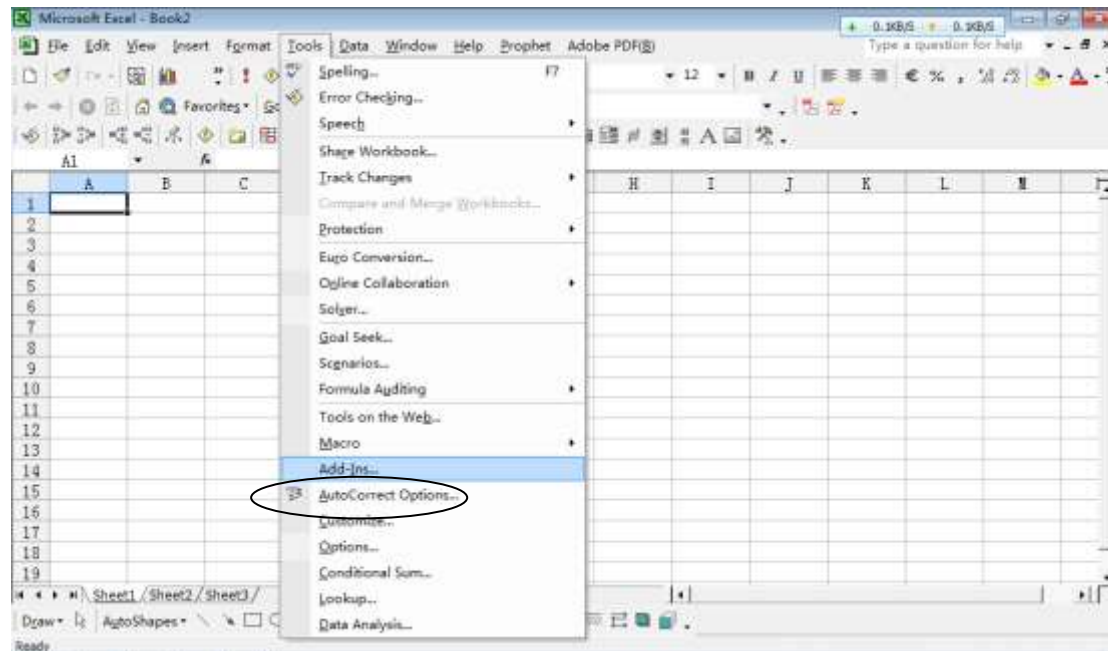 Microsoft Excel - Book2
0.3KB/S 0.3KB/S
File Edit View Insert Format Tools Data Window Help Prophet Adobe PDF(B)
Type a question for help
12 B I U € % ,
Favorites
A1 fx
A B C H I J K L M
1
2
3
4
5
6
7
8
9
10
11
12
13
14
15
16
17
18
19
Spelling... F7
Error Checking...
Speech
Share Workbook...
Track Changes
Compare and Merge Workbooks...
Protection
Euro Conversion...
Online Collaboration
Solver...
Goal Seek...
Scenarios...
Formula Auditing
Tools on the Web...
Macro
Add-Ins...
AutoCorrect Options...
Customize...
Options...
Conditional Sum...
Lookup...
Data Analysis...
Sheet1 / Sheet2 / Sheet3 /
Draw AutoShapes
Ready